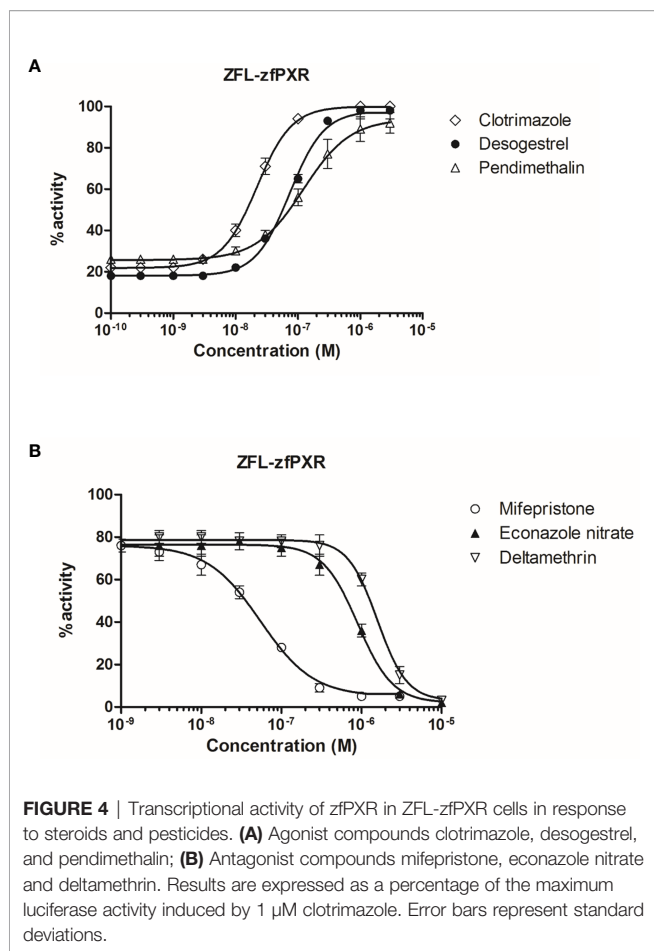 A
ZFL-zfPXR
100
80
60
40
20
0
%activity
10-10
10-9
10-8
10-7
10-6
10-5
Concentration (M)
Clotrimazole
Desogestrel
Pendimethalin
B
ZFL-zfPXR
100
80
60
40
20
0
%activity
10-9
10-8
10-7
10-6
10-5
Concentration (M)
Mifepristone
Econazole nitrate
Deltamethrin
FIGURE 4 | Transcriptional activity of zfPXR in ZFL-zfPXR cells in response
to steroids and pesticides. (A) Agonist compounds clotrimazole, desogestrel,
and pendimethalin; (B) Antagonist compounds mifepristone, econazole nitrate
and deltamethrin. Results are expressed as a percentage of the maximum
luciferase activity induced by 1 µM clotrimazole. Error bars represent standard
deviations.